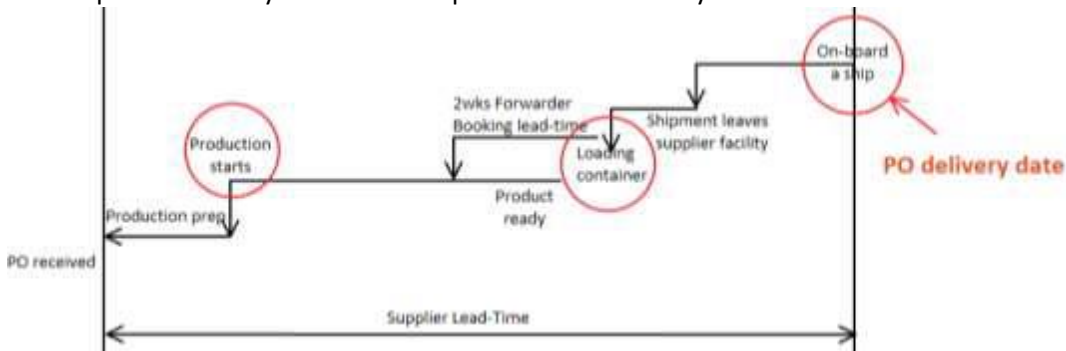 On-board
a ship
2wks Forwarder
Booking lead-time
Shipment leaves
supplier facility
Production
starts
Loading
container
PO delivery date
Product
ready
Production prep
PO received
Supplier Lead-Time